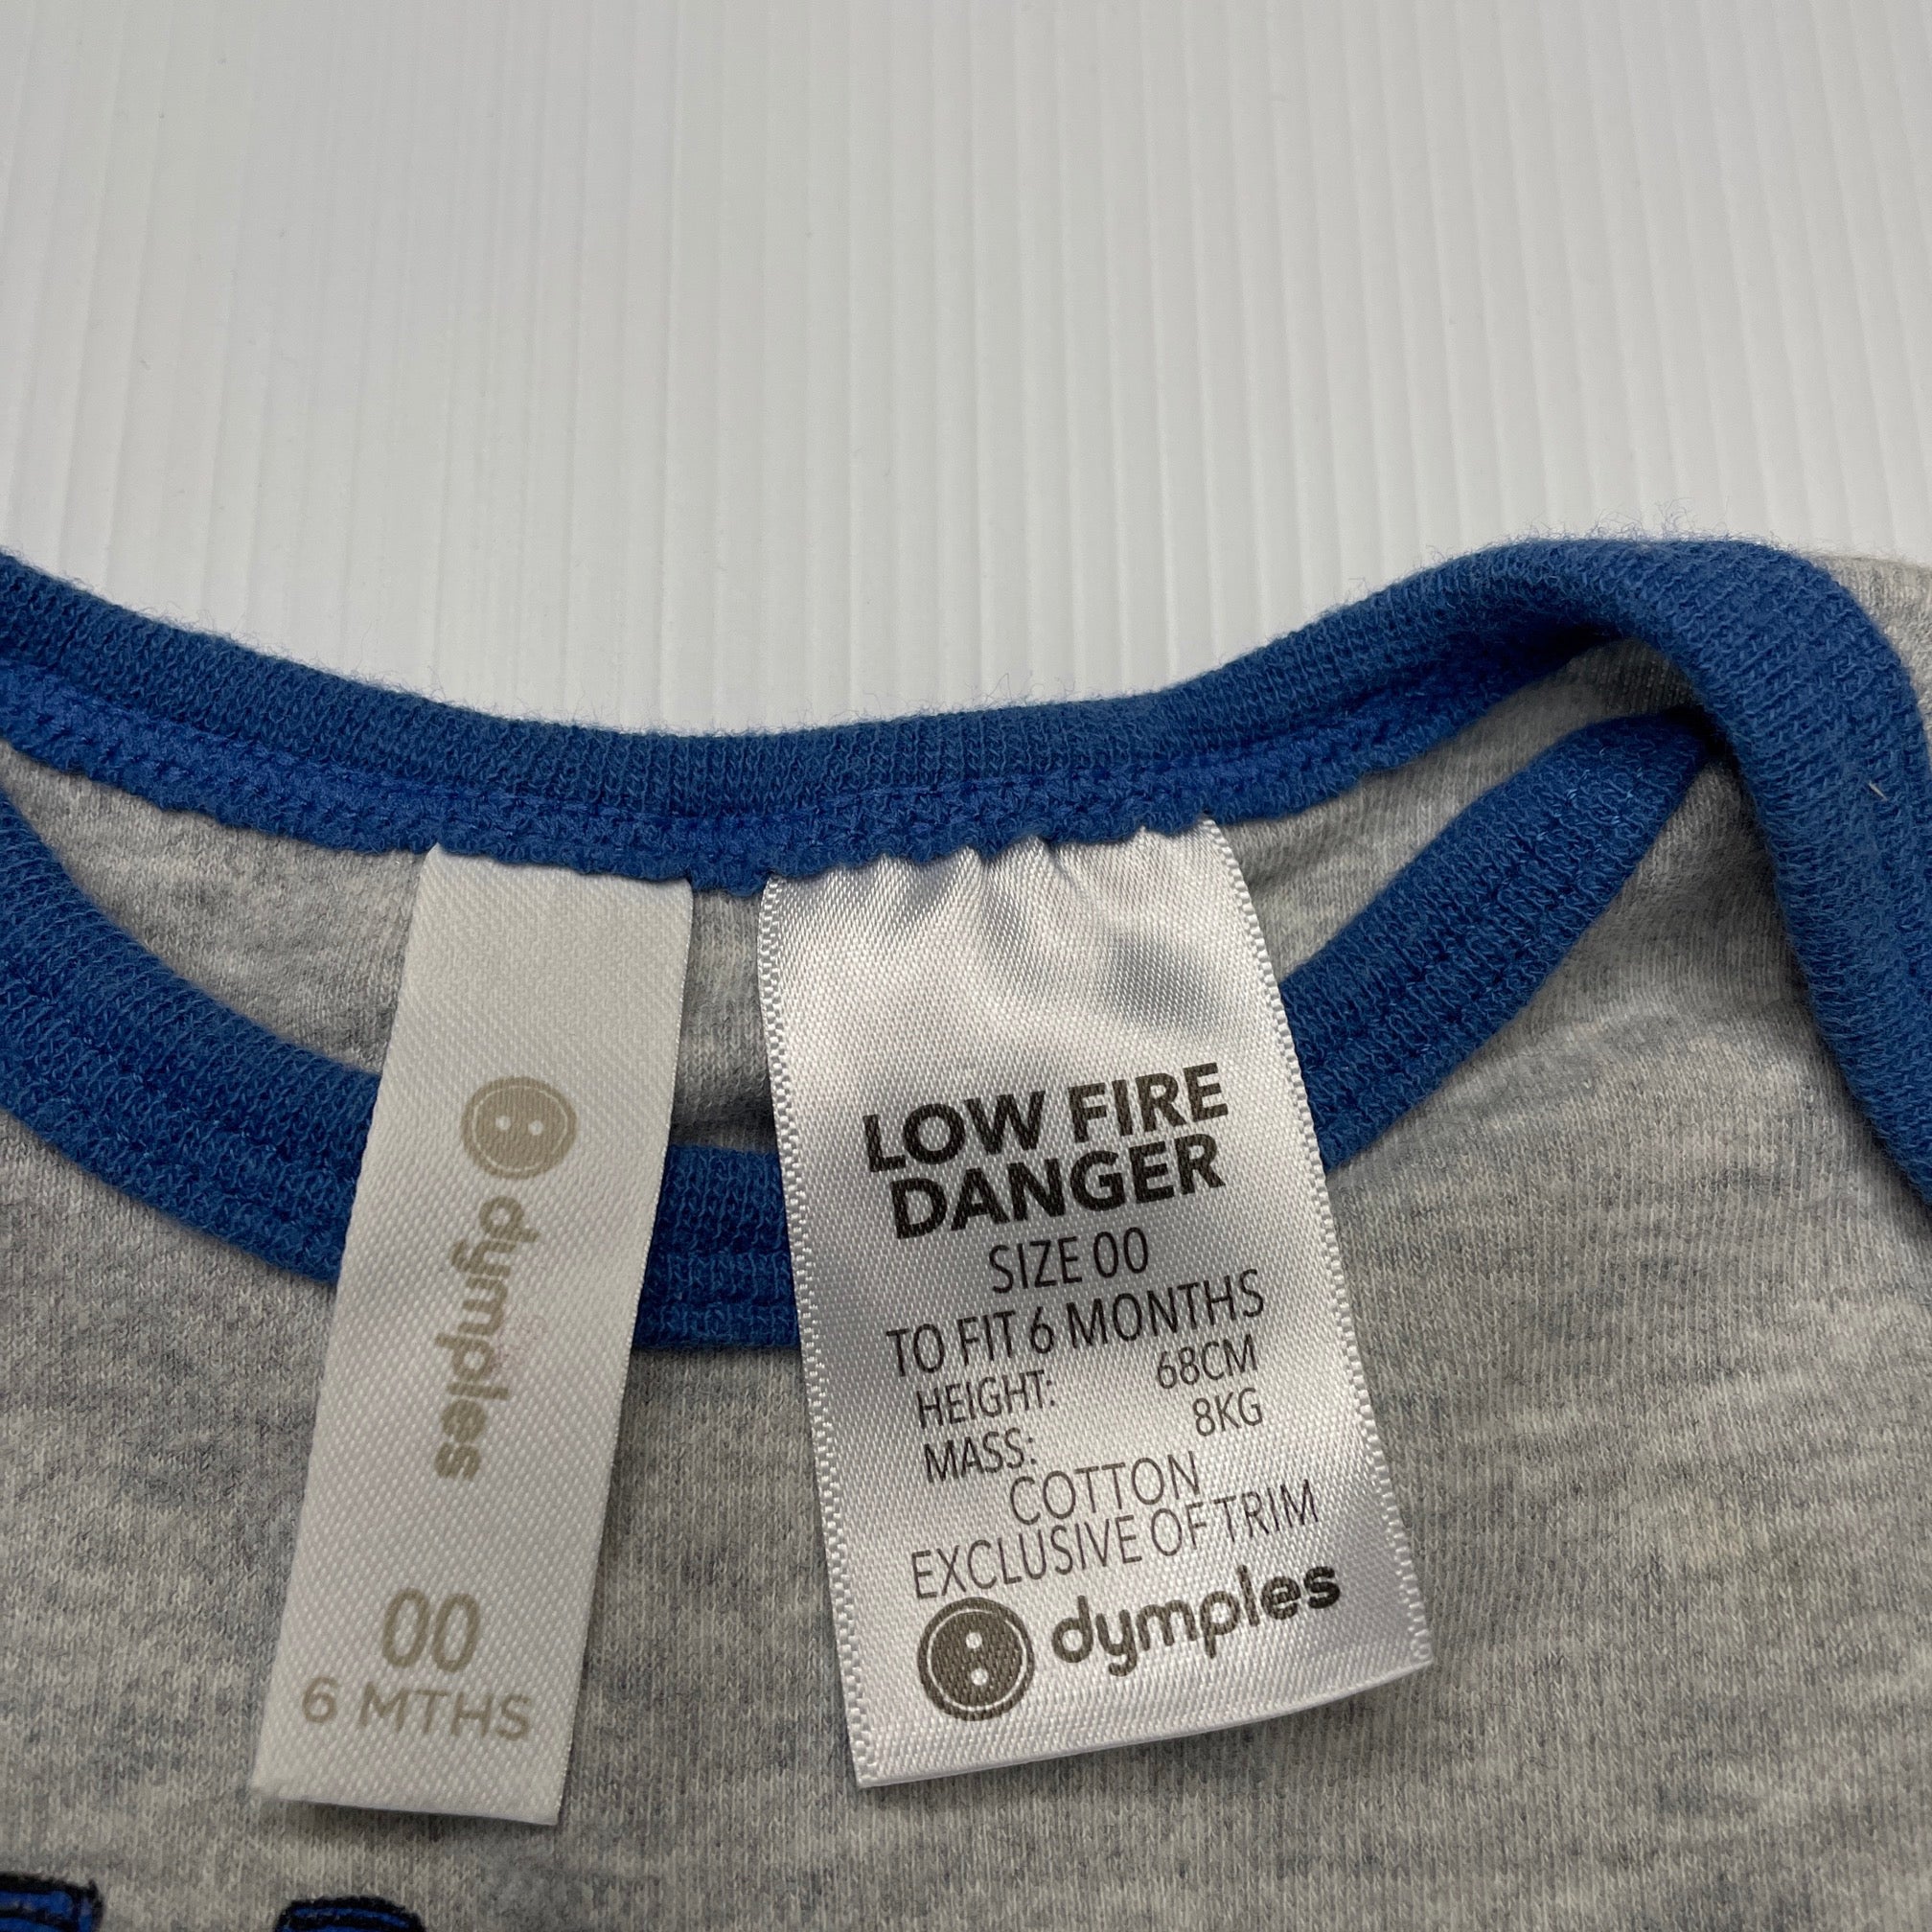 dymples
00
6 MTHS
LOW FIRE
DANGER
SIZE 00
TO FIT 6 MONTHS
HEIGHT: 68CM
MASS: 8KG
COTTON
EXCLUSIVE OF TRIM
dymples